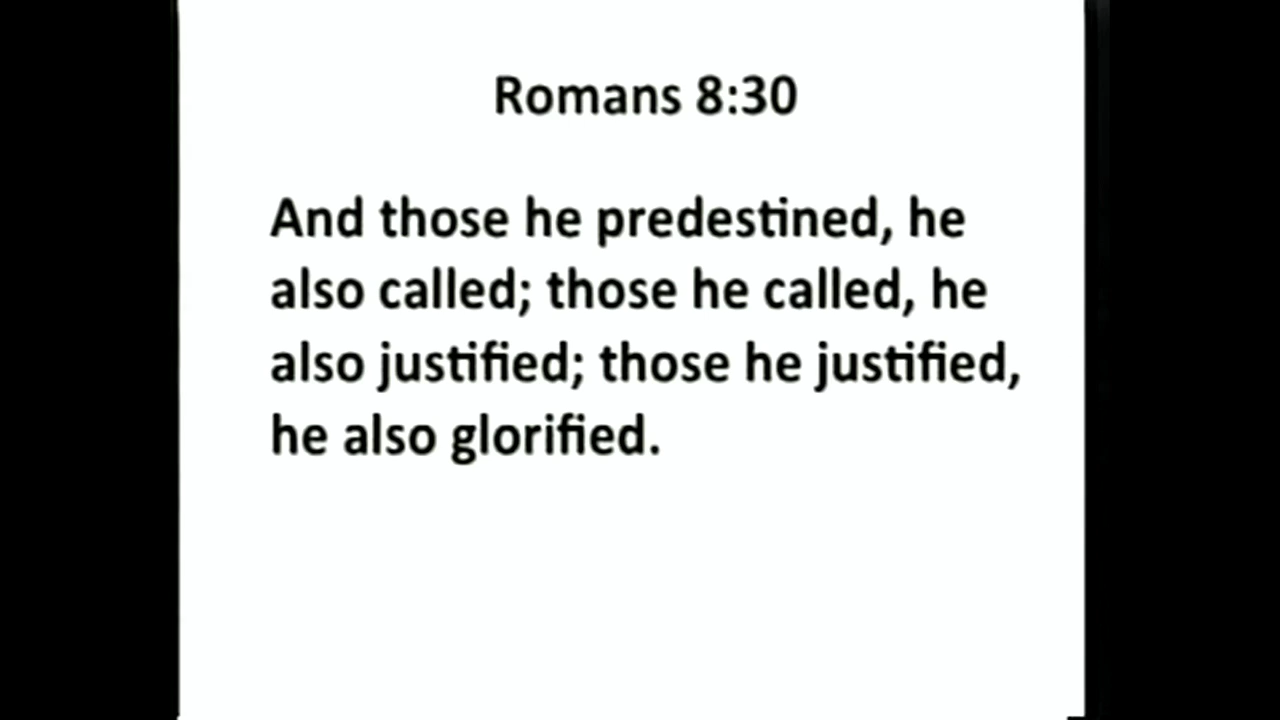 Romans 8:30
And those he predestined, he
also called; those he called, he
also justified; those he justified,
he also glorified.